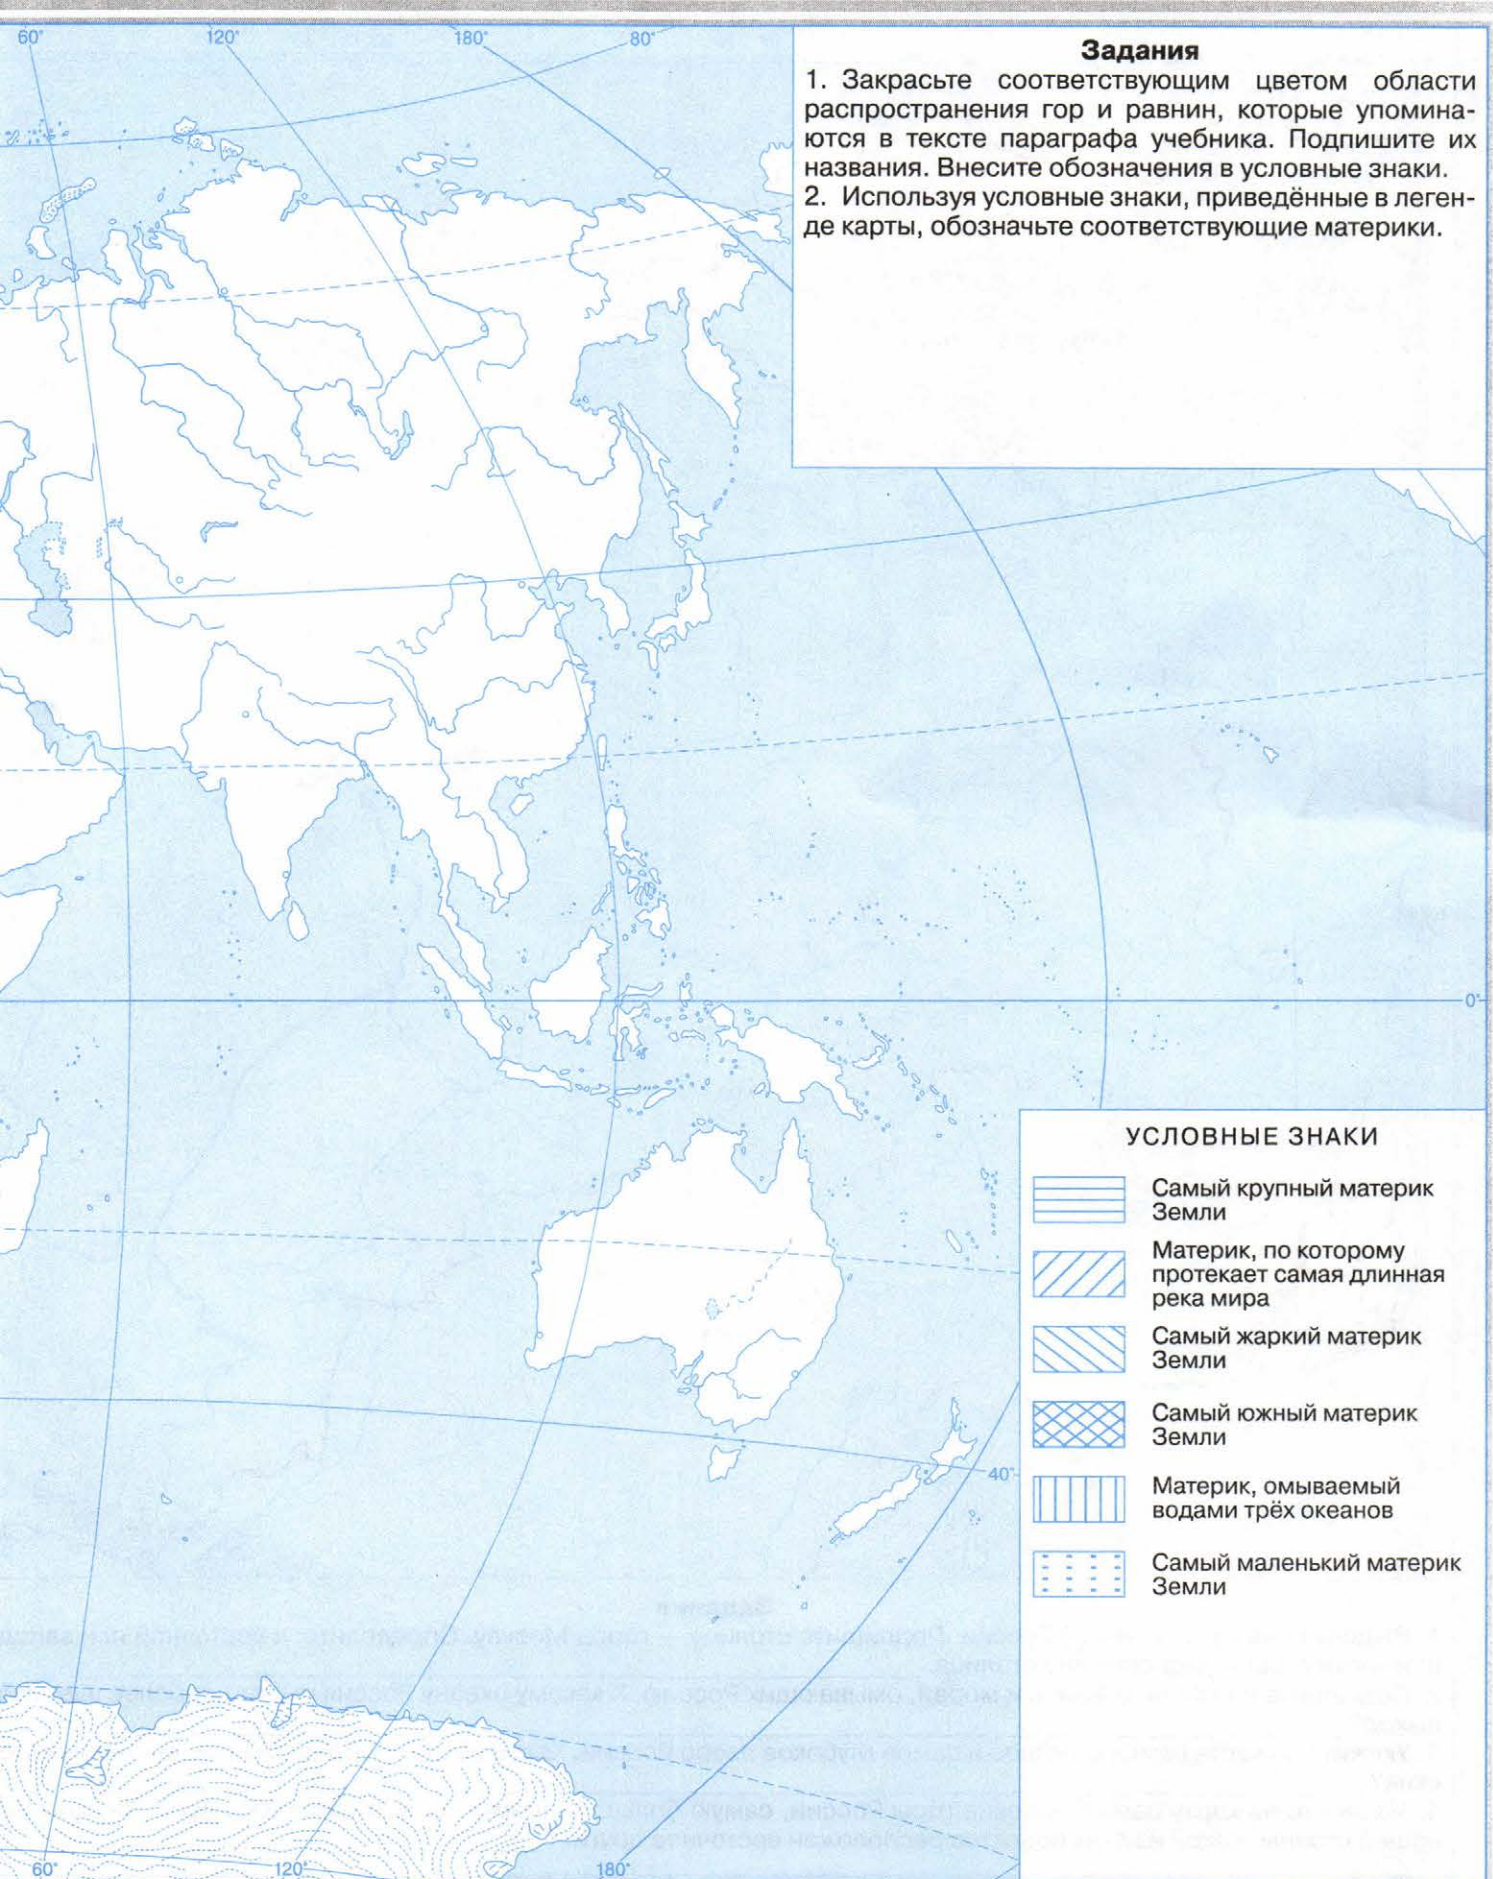 60°
120°
180°
80°
Задания
1. Закрасьте соответствующим цветом области
распространения гор и равнин, которые упомина-
ются в тексте параграфа учебника. Подпишите их
названия. Внесите обозначения в условные знаки.
2. Используя условные знаки, приведённые в леген-
де карты, обозначьте соответствующие материки.
0°
УСЛОВНЫЕ ЗНАКИ
Самый крупный материк
Земли
Материк, по которому
протекает самая длинная
река мира
Самый жаркий материк
Земли
Самый южный материк
Земли
40°
Материк, омываемый
водами трёх океанов
Самый маленький материк
Земли
60°
120°
180°